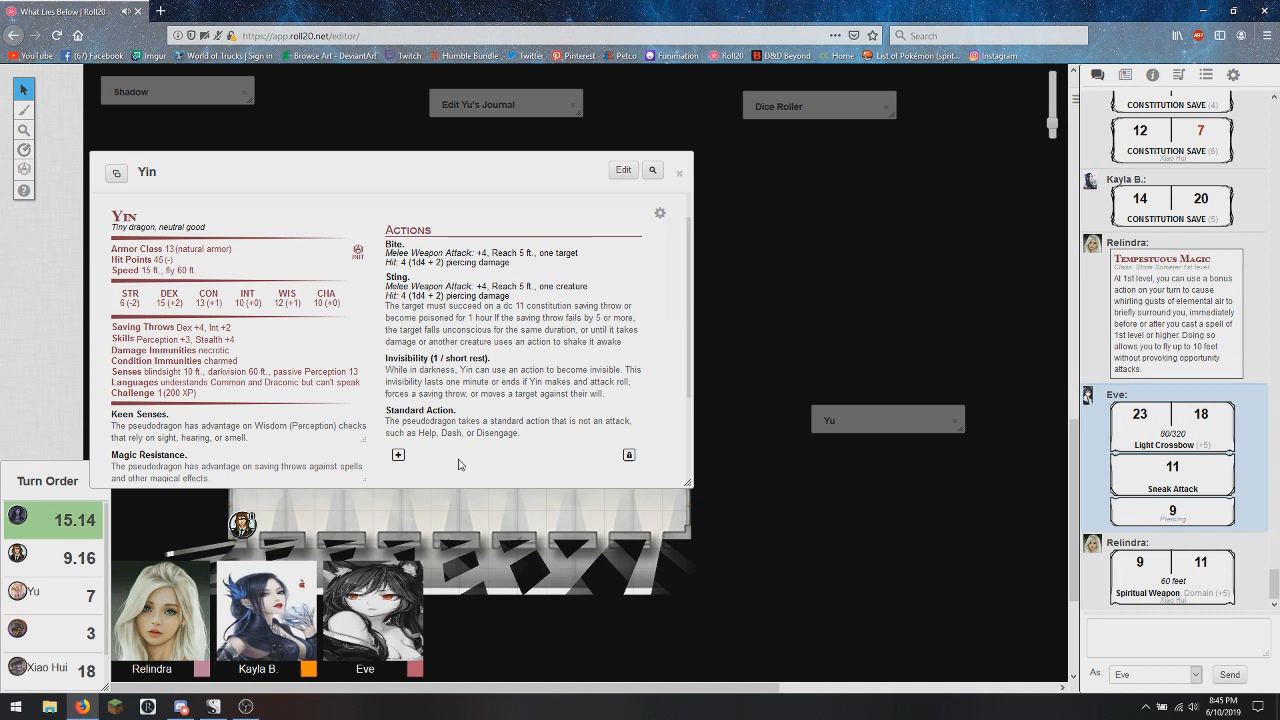 What Lies Below | Roll20
https://app.roll20.net/editor/
Search
YouTube
(2) Facebook
Imgur
World of Trucks | Sign in
Browse Art - DeviantArt
Twitch
Humble Bundle
Twitter
Pinterest
Petco
Funimation
Roll20
D&D Beyond
Home
List of Pokémon (sprit...
Instagram
Shadow
Edit Yu's Journal
Dice Roller
Yin
Edit
Yin
Tiny dragon, neutral good
Armor Class 13 (natural armor)
Hit Points 45 (-)
Speed 15 ft., fly 60 ft.
INIT
STR DEX CON INT WIS CHA
6 (-2) 15 (+2) 13 (+1) 10 (+0) 12 (+1) 10 (+0)
Saving Throws Dex +4, Int +2
Skills Perception +3, Stealth +4
Damage Immunities necrotic
Condition Immunities charmed
Senses blindsight 10 ft., darkvision 60 ft., passive Perception 13
Languages understands Common and Draconic but can't speak
Challenge 1 (200 XP)
Keen Senses.
The pseudodragon has advantage on Wisdom (Perception) checks
that rely on sight, hearing, or smell.
Magic Resistance.
The pseudodragon has advantage on saving throws against spells
and other magical effects.
Actions
Bite.
Melee Weapon Attack: +4, Reach 5 ft., one target
Hit: 4 (1d4 + 2) piercing damage
Sting.
Melee Weapon Attack: +4, Reach 5 ft., one creature
Hit: 4 (1d4 + 2) piercing damage
The target must succeed on a dc 11 constitution saving throw or
become poisoned for 1 hour If the saving throw fails by 5 or more,
the target falls unconscious for the same duration, or until it takes
damage or another creature uses an action to shake it awake
Invisibility (1 / short rest).
While in darkness, Yin can use an action to become invisible. This
invisibility lasts one minute or ends if Yin makes and attack roll,
forces a saving throw, or moves a target against their will.
Standard Action.
The pseudodragon takes a standard action that is not an attack,
such as Help, Dash, or Disengage.
Yu
Turn Order
15.14
9.16
Yu 7
3
Xiao Hui 18
Relindra
Kayla B.
Eve
CONSTITUTION SAVE (4)
12 7
CONSTITUTION SAVE (6)
Xiao Hui
Kayla B.:
14 20
CONSTITUTION SAVE (5)
Relindra:
Tempestuous Magic
Class: Storm Sorcerer 1st level
At 1st level, you can use a bonus
action on your turn to cause
whirling gusts of elemental air to
briefly surround you, immediately
before or after you cast a spell of
1st level or higher. Doing so
allows you to fly up to 10 feet
without provoking opportunity
attacks.
Eve:
23 18
80/320
Light Crossbow (+5)
11
Sneak Attack
9
Piercing
Relindra:
9 11
60 feet
Spiritual Weapon, Domain (+5)
Xiao Hui
As: Eve
Send
8:45 PM
6/10/2019